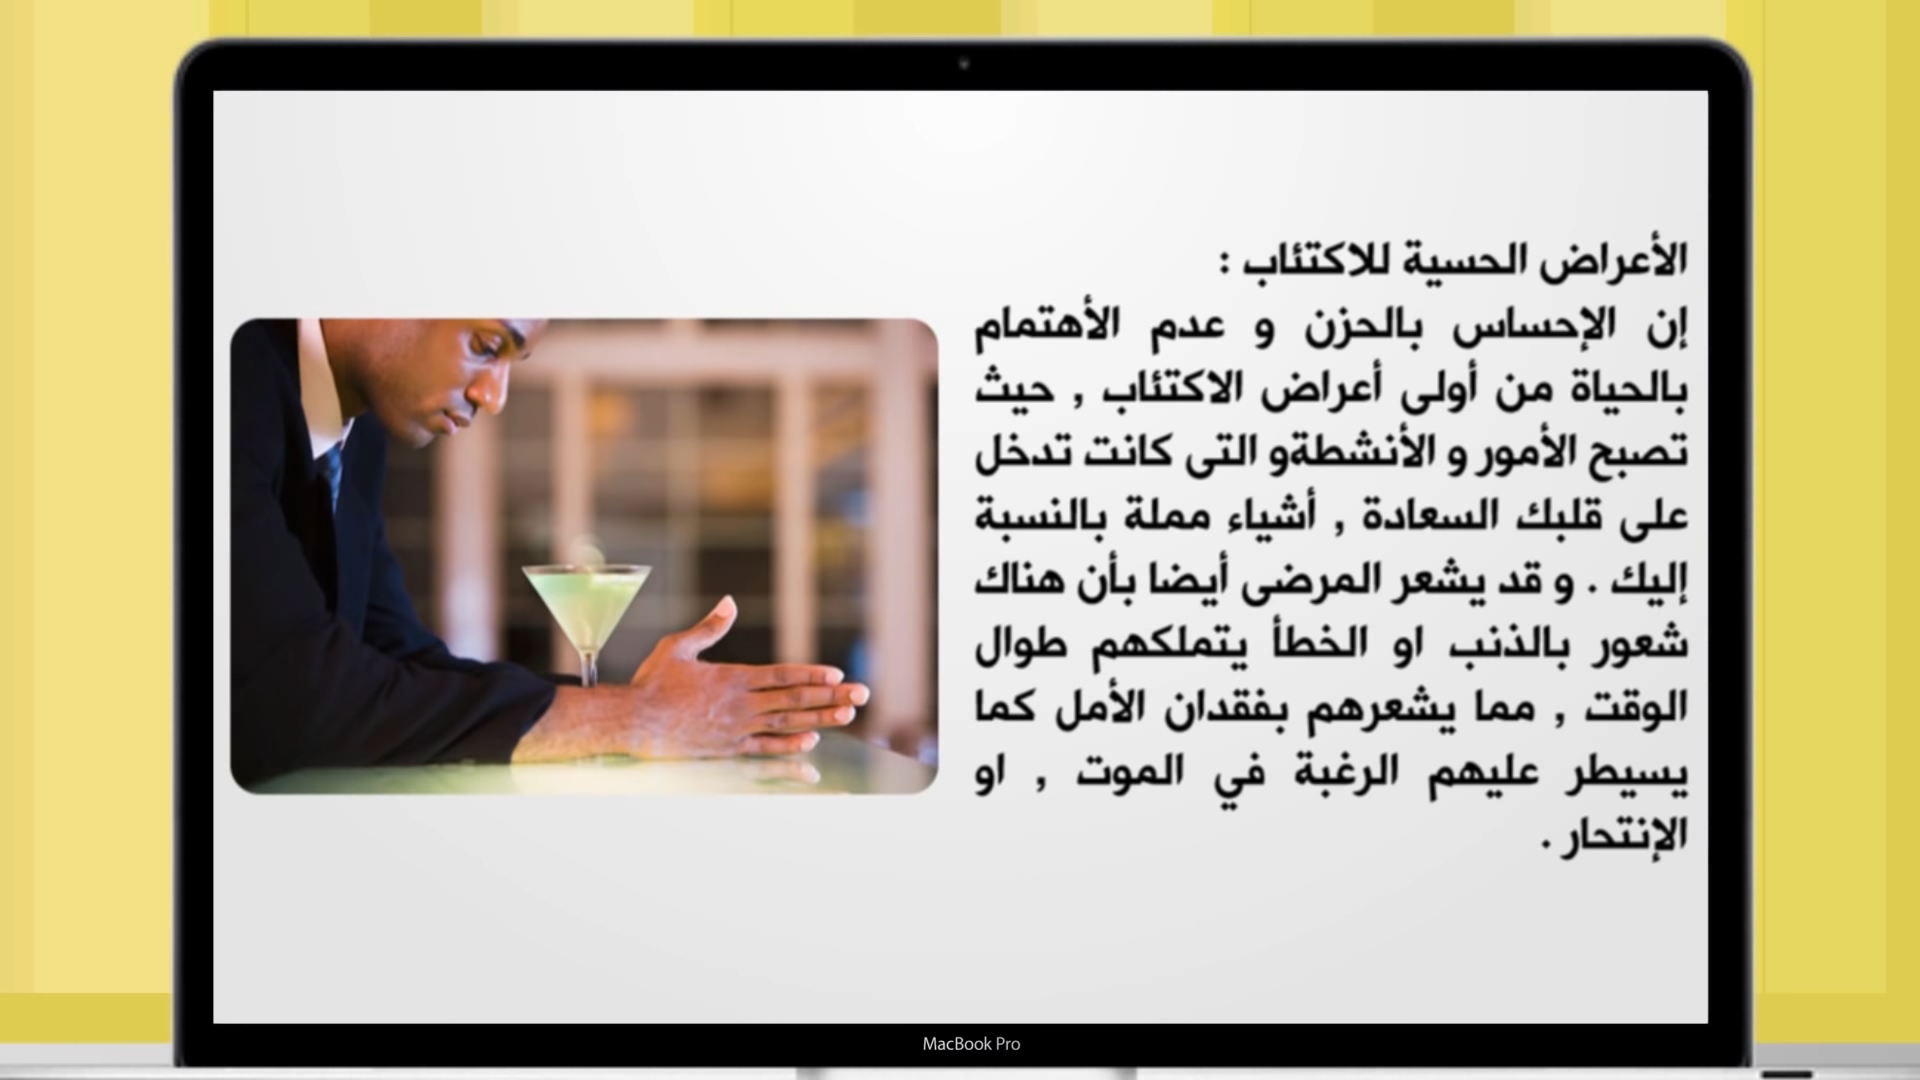 الأعراض الحسية للاكتئاب :
إن الإحساس بالحزن و عدم الأهتمام
بالحياة من أولى أعراض الاكتئاب , حيث
تصبح الأمور و الأنشطةو التى كانت تدخل
على قلبك السعادة , أشياء مملة بالنسبة
إليك . و قد يشعر المرضى أيضا بأن هناك
شعور بالذنب او الخطأ يتملكهم طوال
الوقت , مما يشعرهم بفقدان الأمل كما
يسيطر عليهم الرغبة في الموت , او
الإنتحار .
MacBook Pro